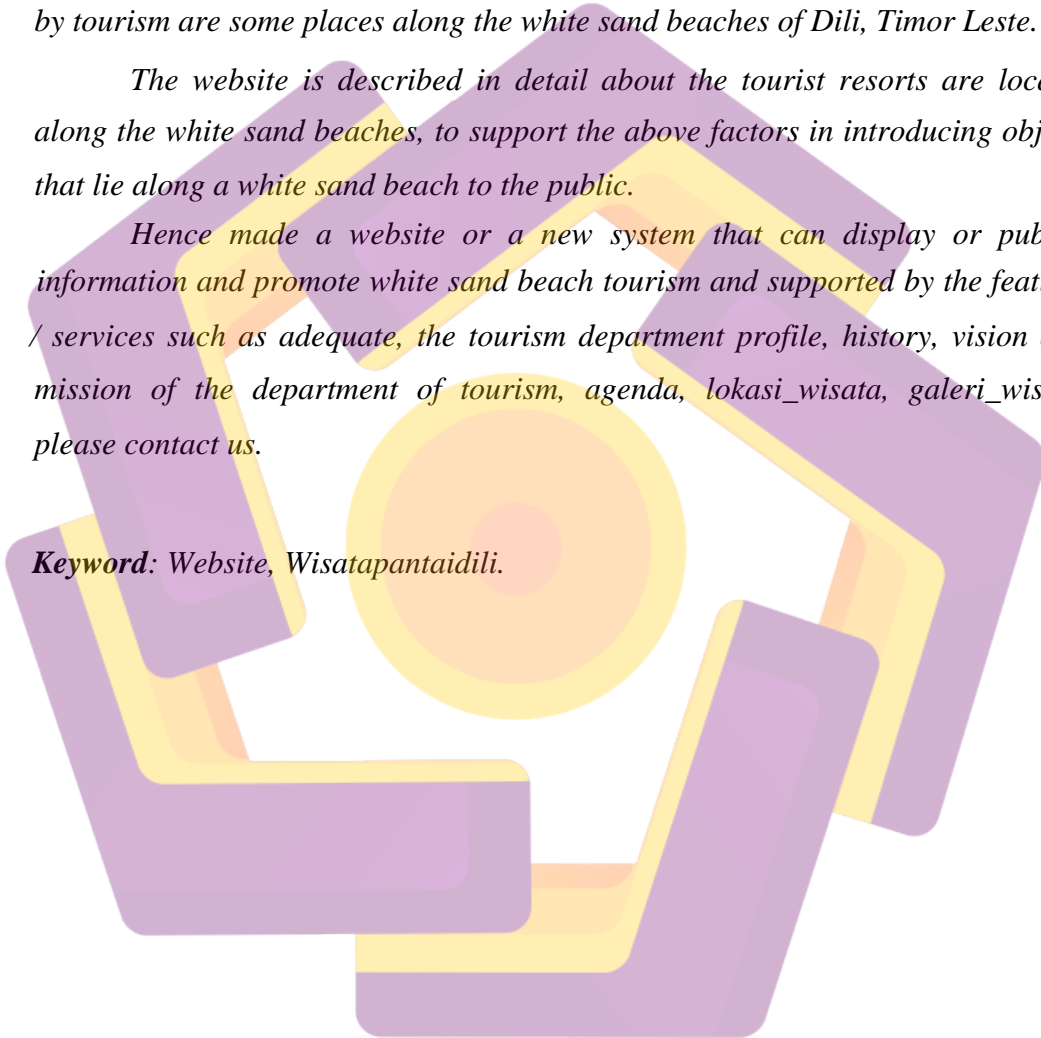 by tourism are some places along the white sand beaches of Dili, Timor Leste.
The website is described in detail about the tourist resorts are loca
along the white sand beaches, to support the above factors in introducing obj
that lie along a white sand beach to the public.
Hence made a website or a new system that can display or pub
information and promote white sand beach tourism and supported by the feat
/ services such as adequate, the tourism department profile, history, vision
mission of the department of tourism, agenda, lokasi_wisata, galeri_wis
please contact us.
Keyword: Website, Wisatapantaidili.